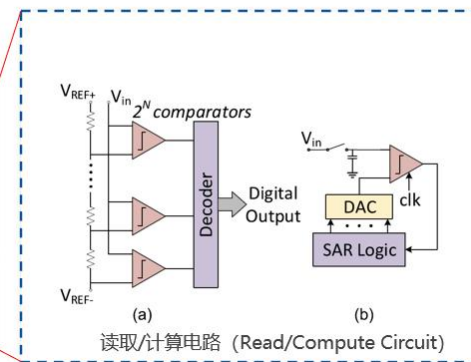 V_REF+
V_in
2^N comparators
Decoder
Digital
Output
V_REF-
(a)
V_in
clk
DAC
SAR Logic
(b)
读取/计算电路（Read/Compute Circuit）